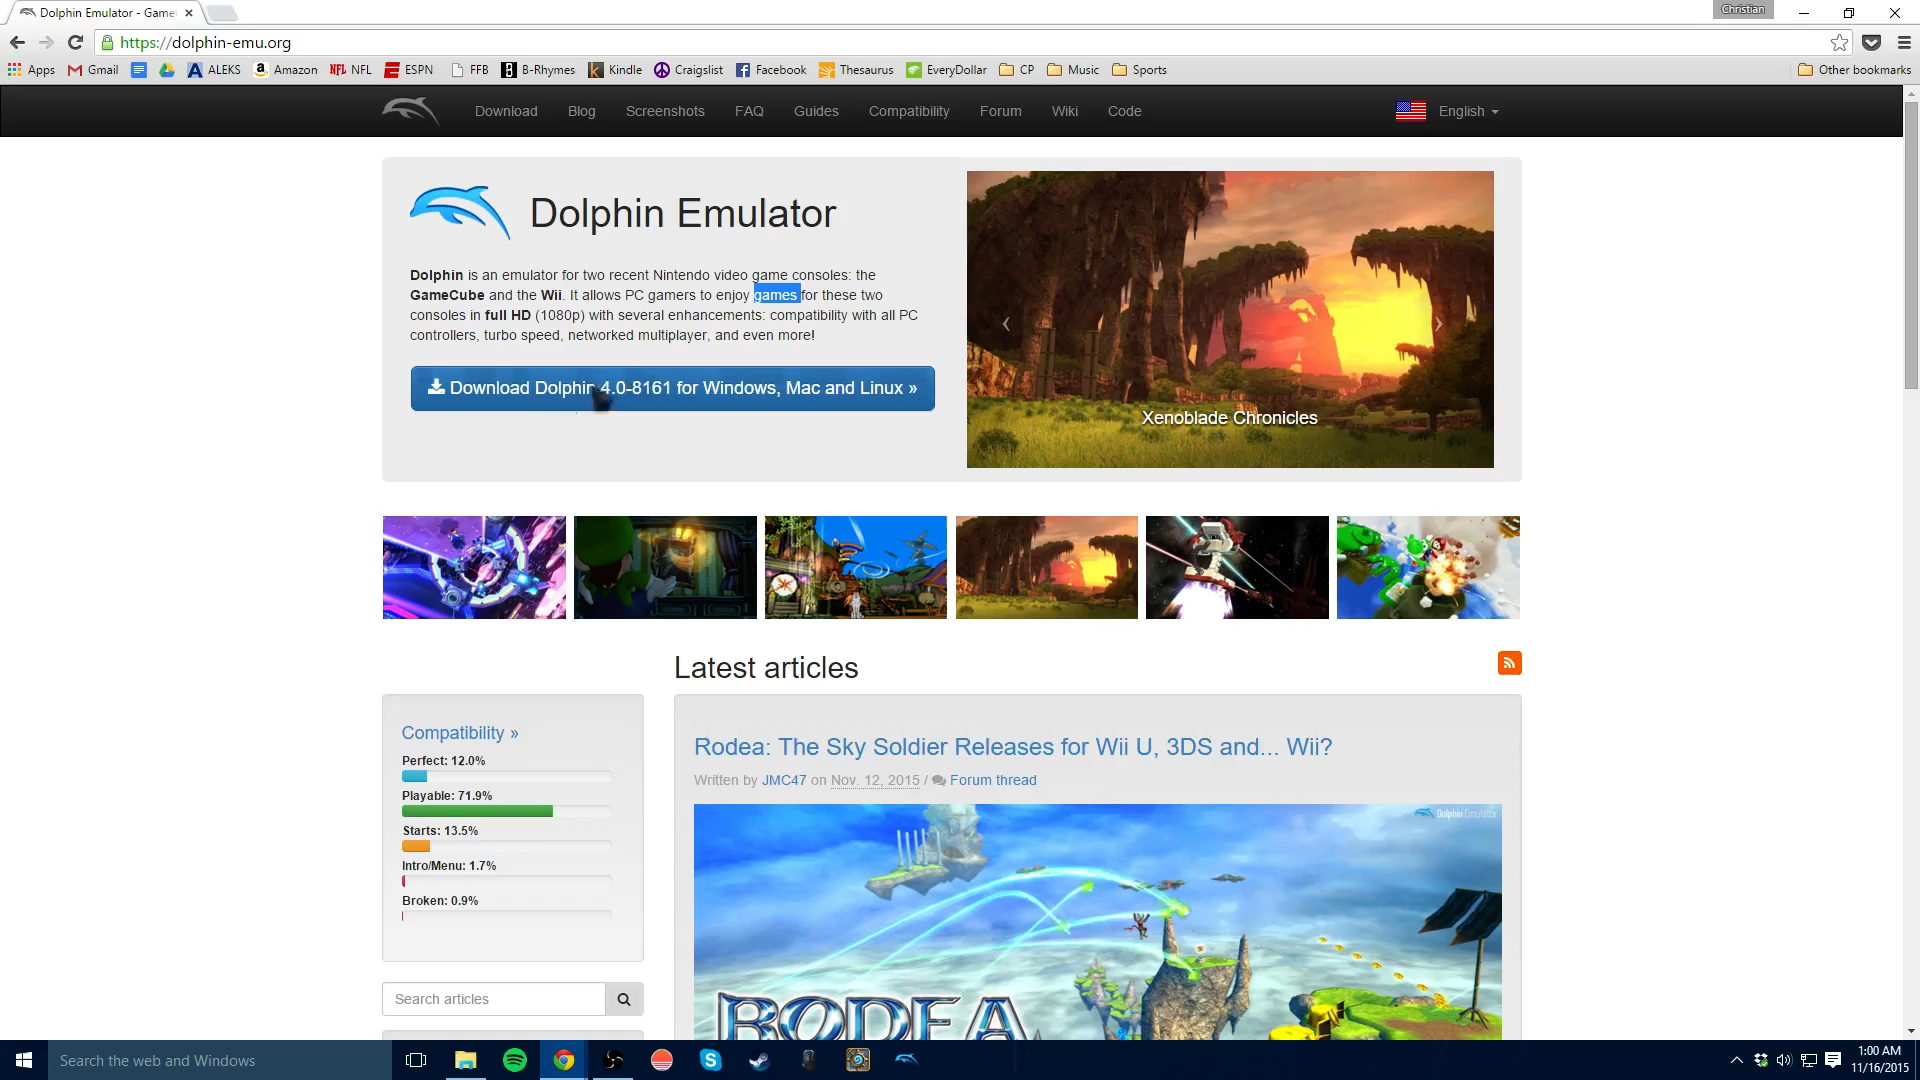 Dolphin Emulator - Game
Christian
https://dolphin-emu.org
Apps Gmail ALEKS Amazon NFL NFL ESPN FFB B-Rhymes Kindle Craigslist Facebook Thesaurus EveryDollar CP Music Sports Other bookmarks
Download Blog Screenshots FAQ Guides Compatibility Forum Wiki Code English
Dolphin Emulator
Dolphin is an emulator for two recent Nintendo video game consoles: the
GameCube and the Wii. It allows PC gamers to enjoy games for these two
consoles in full HD (1080p) with several enhancements: compatibility with all PC
controllers, turbo speed, networked multiplayer, and even more!
Download Dolphin 4.0-8161 for Windows, Mac and Linux »
Xenoblade Chronicles
Latest articles
Compatibility »
Perfect: 12.0%
Playable: 71.9%
Starts: 13.5%
Intro/Menu: 1.7%
Broken: 0.9%
Search articles
Rodea: The Sky Soldier Releases for Wii U, 3DS and... Wii?
Written by JMC47 on Nov. 12, 2015 / Forum thread
Dolphin Emulator
RODEA
Search the web and Windows
1:00 AM
11/16/2015